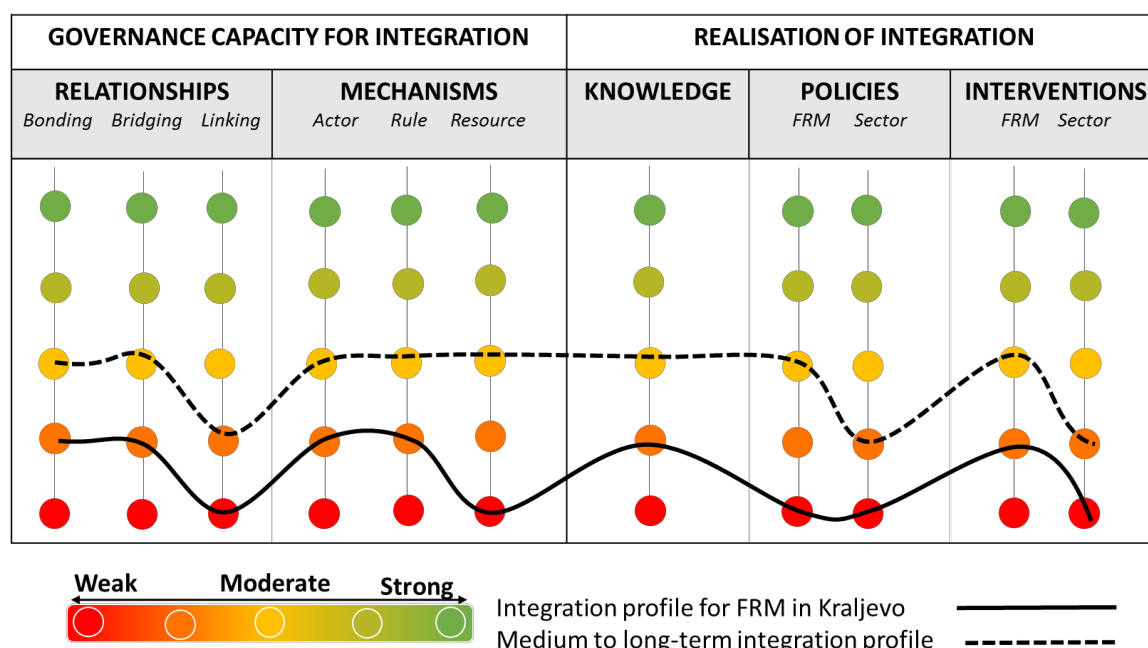 GOVERNANCE CAPACITY FOR INTEGRATION
REALISATION OF INTEGRATION
RELATIONSHIPS
Bonding Bridging Linking
MECHANISMS
Actor Rule Resource
KNOWLEDGE
POLICIES
FRM Sector
INTERVENTIONS
FRM Sector
Weak Moderate Strong
Integration profile for FRM in Kraljevo
Medium to long-term integration profile